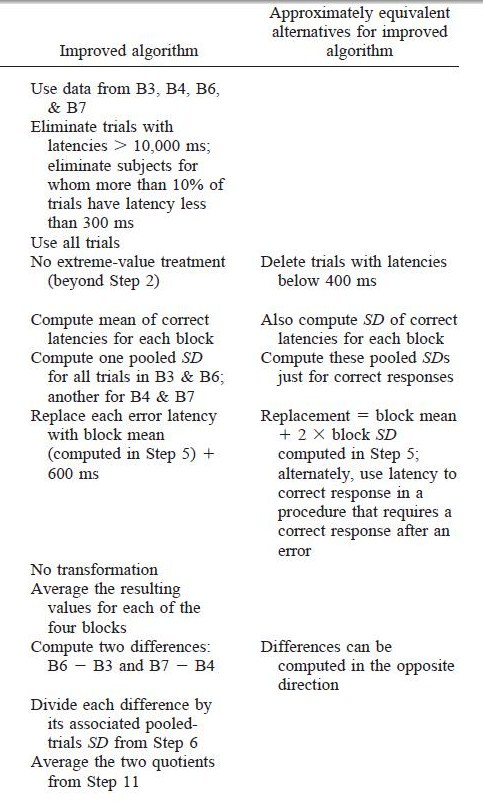 Approximately equivalent
alternatives for improved
Improved algorithm
algorithm
Use data from B3, B4, B6,
& B7
Eliminate trials with
latencies > 10,000 ms;
eliminate subjects for
whom more than 10% of
trials have latency less
than 300 ms
Use all trials
No extreme-value treatment
(beyond Step 2)
Delete trials with latencies
below 400 ms
Compute mean of correct
latencies for each block
Also compute SD of correct
latencies for each block
Compute one pooled SD
for all trials in B3 & B6;
another for B4 & B7
Compute these pooled SDs
just for correct responses
Replace each error latency
with block mean
(computed in Step 5) +
600 ms
Replacement = block mean
+ 2 × block SD
computed in Step 5;
alternately, use latency to
correct response in a
procedure that requires a
correct response after an
error
No transformation
Average the resulting
values for each of the
four blocks
Compute two differences:
B6 − B3 and B7 − B4
Differences can be
computed in the opposite
direction
Divide each difference by
its associated pooled-
trials SD from Step 6
Average the two quotients
from Step 11